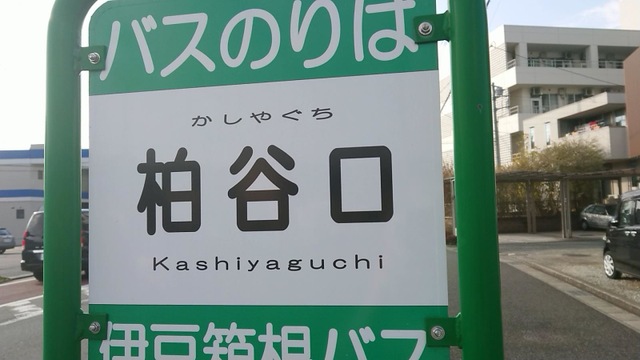 バスのりば
かしやぐち
柏谷口
Kashiyaguchi
伊豆箱根バス